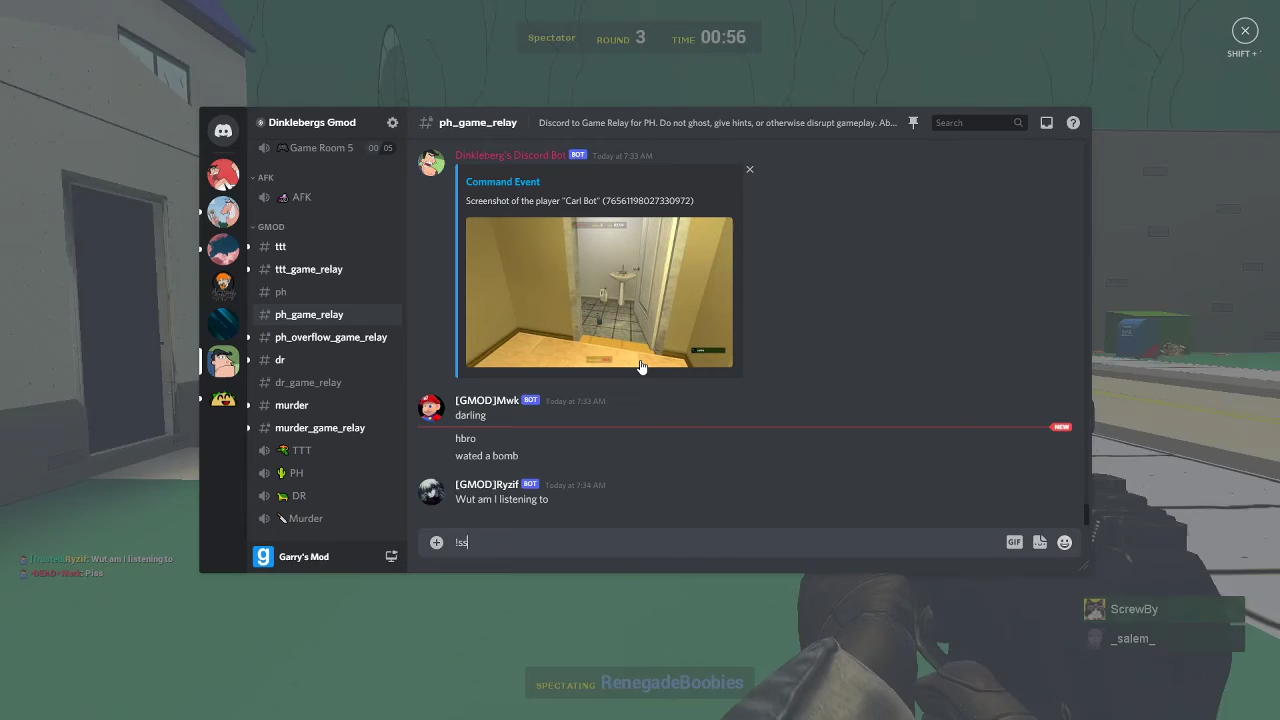 Spectator ROUND 3 TIME 00:56
SHIFT + `
Dinklebergs Gmod
ph_game_relay
Discord to Game Relay for PH. Do not ghost, give hints, or otherwise disrupt gameplay. Ab...
Search
Game Room 5 00 05
AFK
AFK
GMOD
ttt
ttt_game_relay
ph
ph_game_relay
ph_overflow_game_relay
dr
dr_game_relay
murder
murder_game_relay
TTT
PH
DR
Murder
Garry's Mod
Dinkleberg's Discord Bot BOT Today at 7:33 AM
Command Event
Screenshot of the player "Carl Bot" (76561198027330972)
[GMOD]Mwk BOT Today at 7:33 AM
darling
NEW
hbro
wated a bomb
[GMOD]Ryzif BOT Today at 7:34 AM
Wut am I listening to
!ss
GIF
[Trusted] Ryzif: Wut am I listening to
*DEAD* Mwk: Piss
ScrewBy
_salem_
SPECTATING RenegadeBoobies